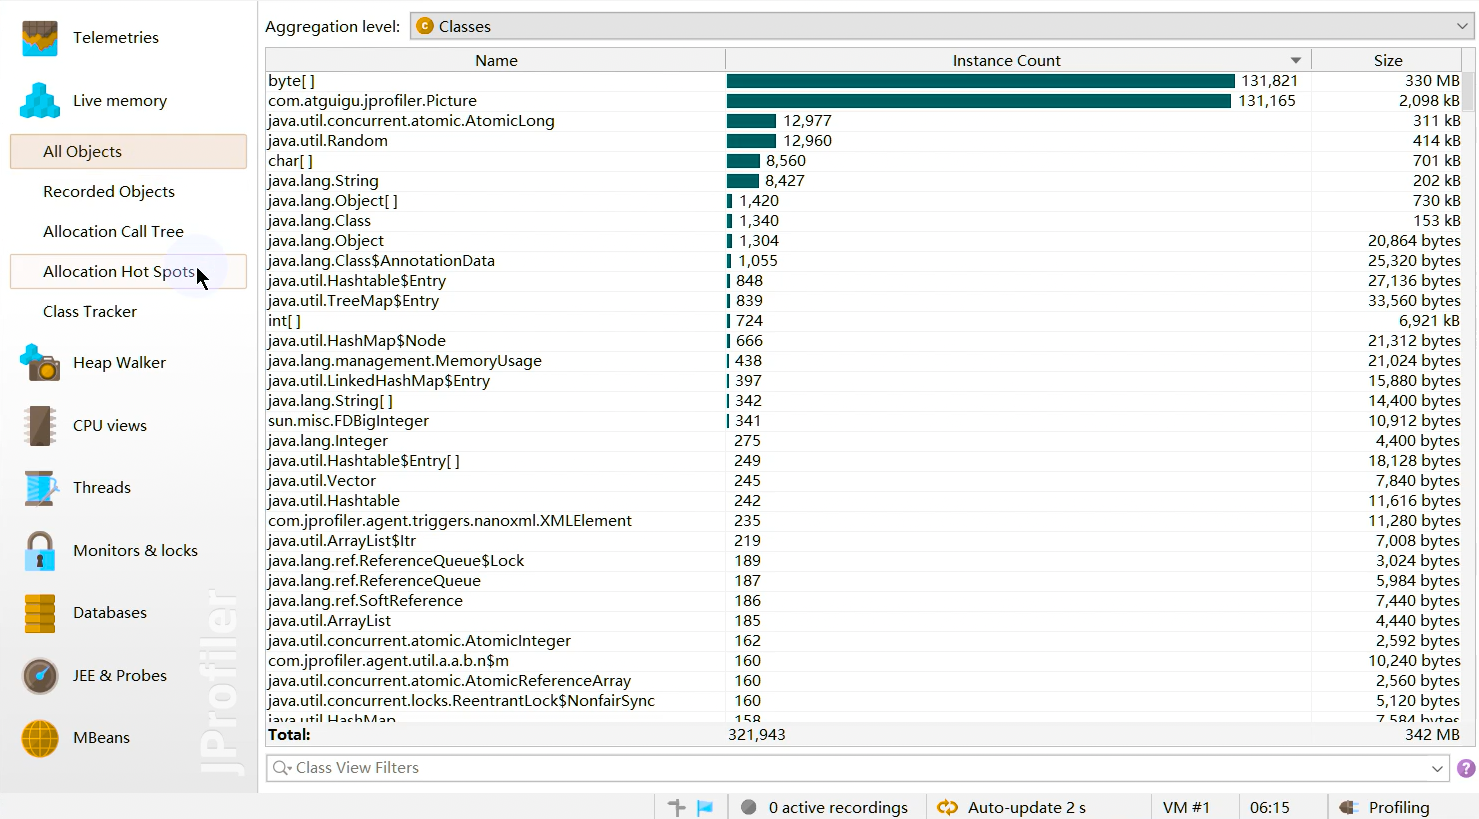 Telemetries
Live memory
All Objects
Recorded Objects
Allocation Call Tree
Allocation Hot Spots
Class Tracker
Heap Walker
CPU views
Threads
Monitors & locks
Databases
JEE & Probes
MBeans
JProfiler
Aggregation level: Classes
Name Instance Count Size
byte[ ] 131,821 330 MB
com.atguigu.jprofiler.Picture 131,165 2,098 kB
java.util.concurrent.atomic.AtomicLong 12,977 311 kB
java.util.Random 12,960 414 kB
char[ ] 8,560 701 kB
java.lang.String 8,427 202 kB
java.lang.Object[ ] 1,420 730 kB
java.lang.Class 1,340 153 kB
java.lang.Object 1,304 20,864 bytes
java.lang.Class$AnnotationData 1,055 25,320 bytes
java.util.Hashtable$Entry 848 27,136 bytes
java.util.TreeMap$Entry 839 33,560 bytes
int[ ] 724 6,921 kB
java.util.HashMap$Node 666 21,312 bytes
java.lang.management.MemoryUsage 438 21,024 bytes
java.util.LinkedHashMap$Entry 397 15,880 bytes
java.lang.String[ ] 342 14,400 bytes
sun.misc.FDBigInteger 341 10,912 bytes
java.lang.Integer 275 4,400 bytes
java.util.Hashtable$Entry[ ] 249 18,128 bytes
java.util.Vector 245 7,840 bytes
java.util.Hashtable 242 11,616 bytes
com.jprofiler.agent.triggers.nanoxml.XMLElement 235 11,280 bytes
java.util.ArrayList$Itr 219 7,008 bytes
java.lang.ref.ReferenceQueue$Lock 189 3,024 bytes
java.lang.ref.ReferenceQueue 187 5,984 bytes
java.lang.ref.SoftReference 186 7,440 bytes
java.util.ArrayList 185 4,440 bytes
java.util.concurrent.atomic.AtomicInteger 162 2,592 bytes
com.jprofiler.agent.util.a.a.b.n$m 160 10,240 bytes
java.util.concurrent.atomic.AtomicReferenceArray 160 2,560 bytes
java.util.concurrent.locks.ReentrantLock$NonfairSync 160 5,120 bytes
java.util.HashMap 158 7,584 bytes
Total: 321,943 342 MB
Class View Filters
0 active recordings Auto-update 2 s VM #1 06:15 Profiling